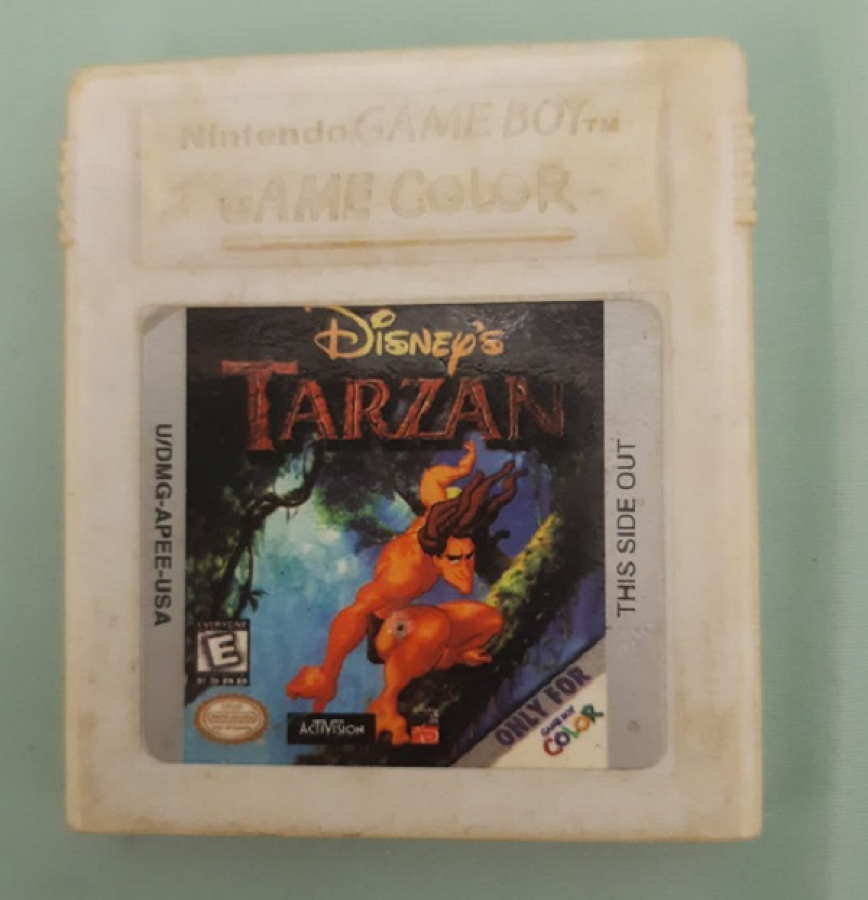 Nintendo GAME BOY™
GAME COLOR
DISNEY'S
TARZAN
U/DMG-APEE-USA
THIS SIDE OUT
EVERYONE
E
ESRB
ACTIVISION
ONLY FOR
GAME BOY
COLOR